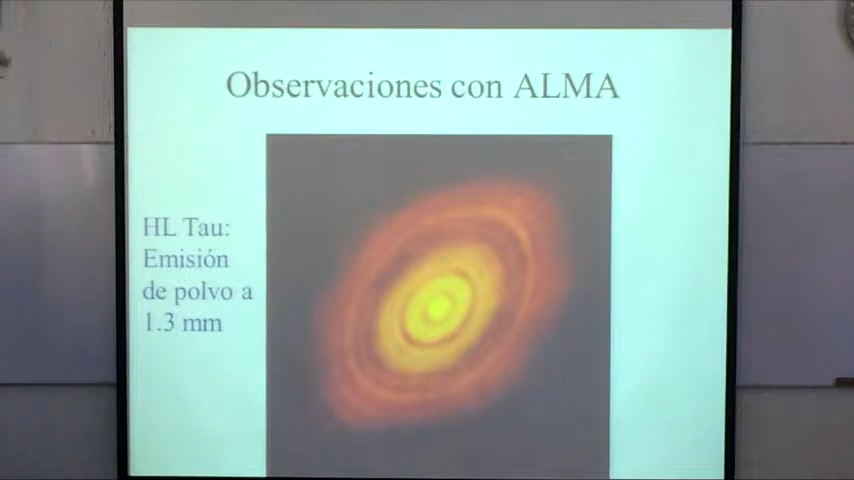 Observaciones con ALMA
HL Tau:
Emisión
de polvo a
1.3 mm